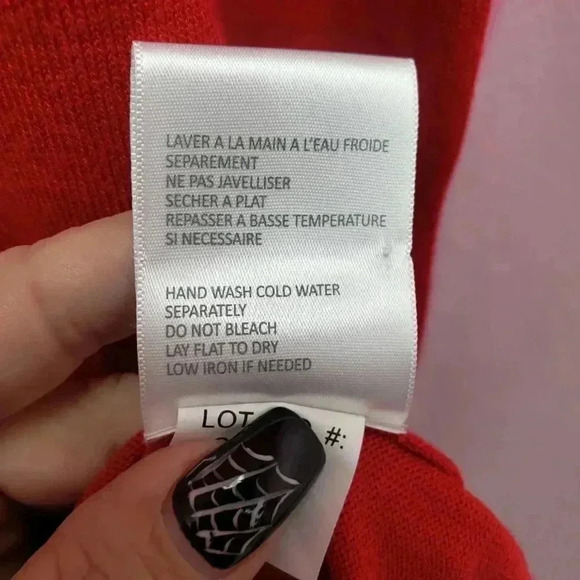 LAVER A LA MAIN A L'EAU FROIDE
SEPAREMENT
NE PAS JAVELLISER
SECHER A PLAT
REPASSER A BASSE TEMPERATURE
SI NECESSAIRE
HAND WASH COLD WATER
SEPARATELY
DO NOT BLEACH
LAY FLAT TO DRY
LOW IRON IF NEEDED
LOT #: